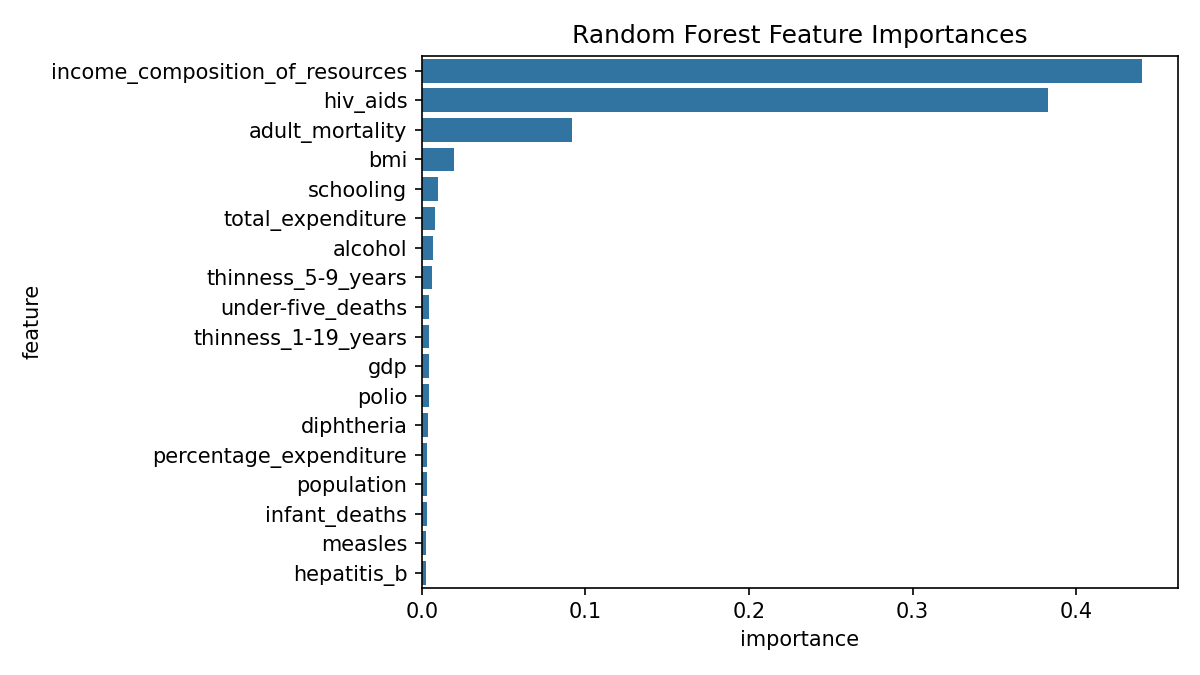 Random Forest Feature Importances
income_composition_of_resources
hiv_aids
adult_mortality
bmi
schooling
total_expenditure
alcohol
thinness_5-9_years
under-five_deaths
thinness_1-19_years
gdp
polio
diphtheria
percentage_expenditure
population
infant_deaths
measles
hepatitis_b
feature
0.0 0.1 0.2 0.3 0.4
importance